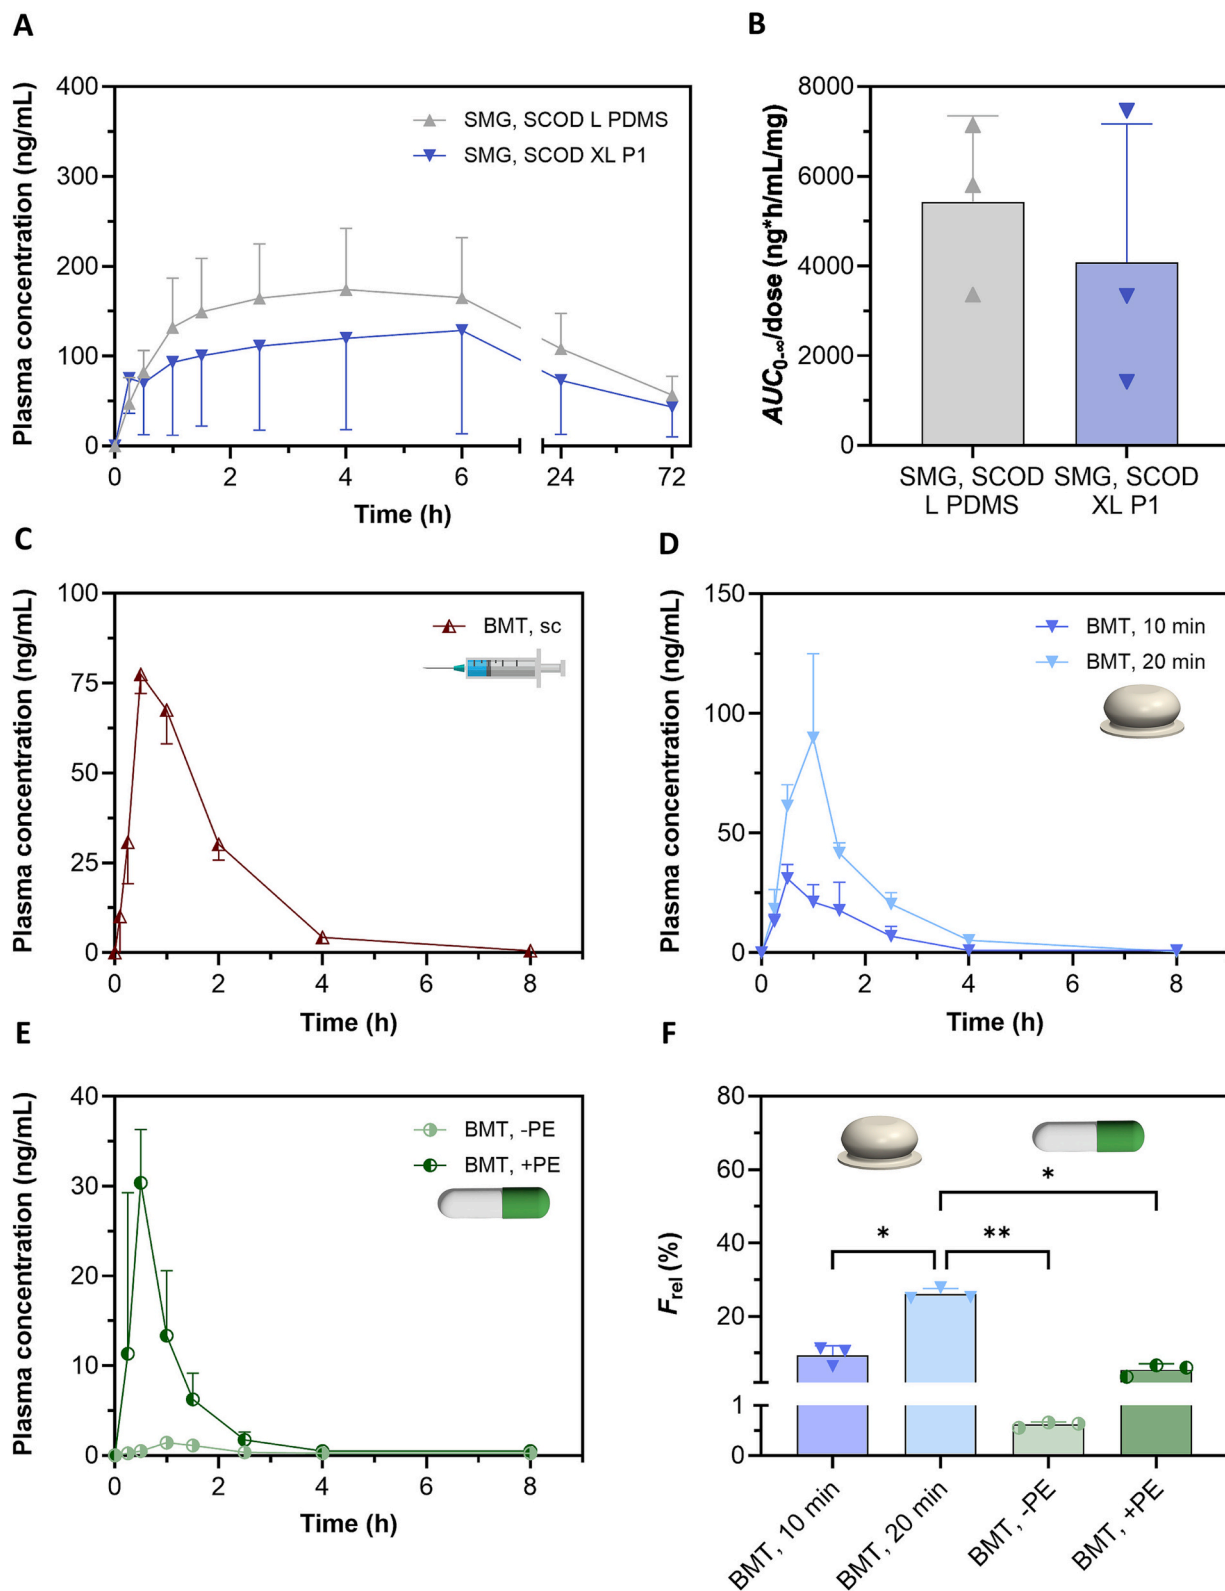 A
Plasma concentration (ng/mL)
400
300
200
100
0
0
2
4
6
24
72
Time (h)
SMG, SCOD L PDMS
SMG, SCOD XL P1
B
AUC0-∞/dose (ng*h/mL/mg)
8000
6000
4000
2000
0
SMG, SCOD
L PDMS
SMG, SCOD
XL P1
C
Plasma concentration (ng/mL)
100
75
50
25
0
0
2
4
6
8
Time (h)
BMT, sc
D
Plasma concentration (ng/mL)
150
100
50
0
0
2
4
6
8
Time (h)
BMT, 10 min
BMT, 20 min
E
Plasma concentration (ng/mL)
40
30
20
10
0
0
2
4
6
8
Time (h)
BMT, -PE
BMT, +PE
F
Frel (%)
80
60
40
20
1
0
*
**
*
BMT, 10 min
BMT, 20 min
BMT, -PE
BMT, +PE